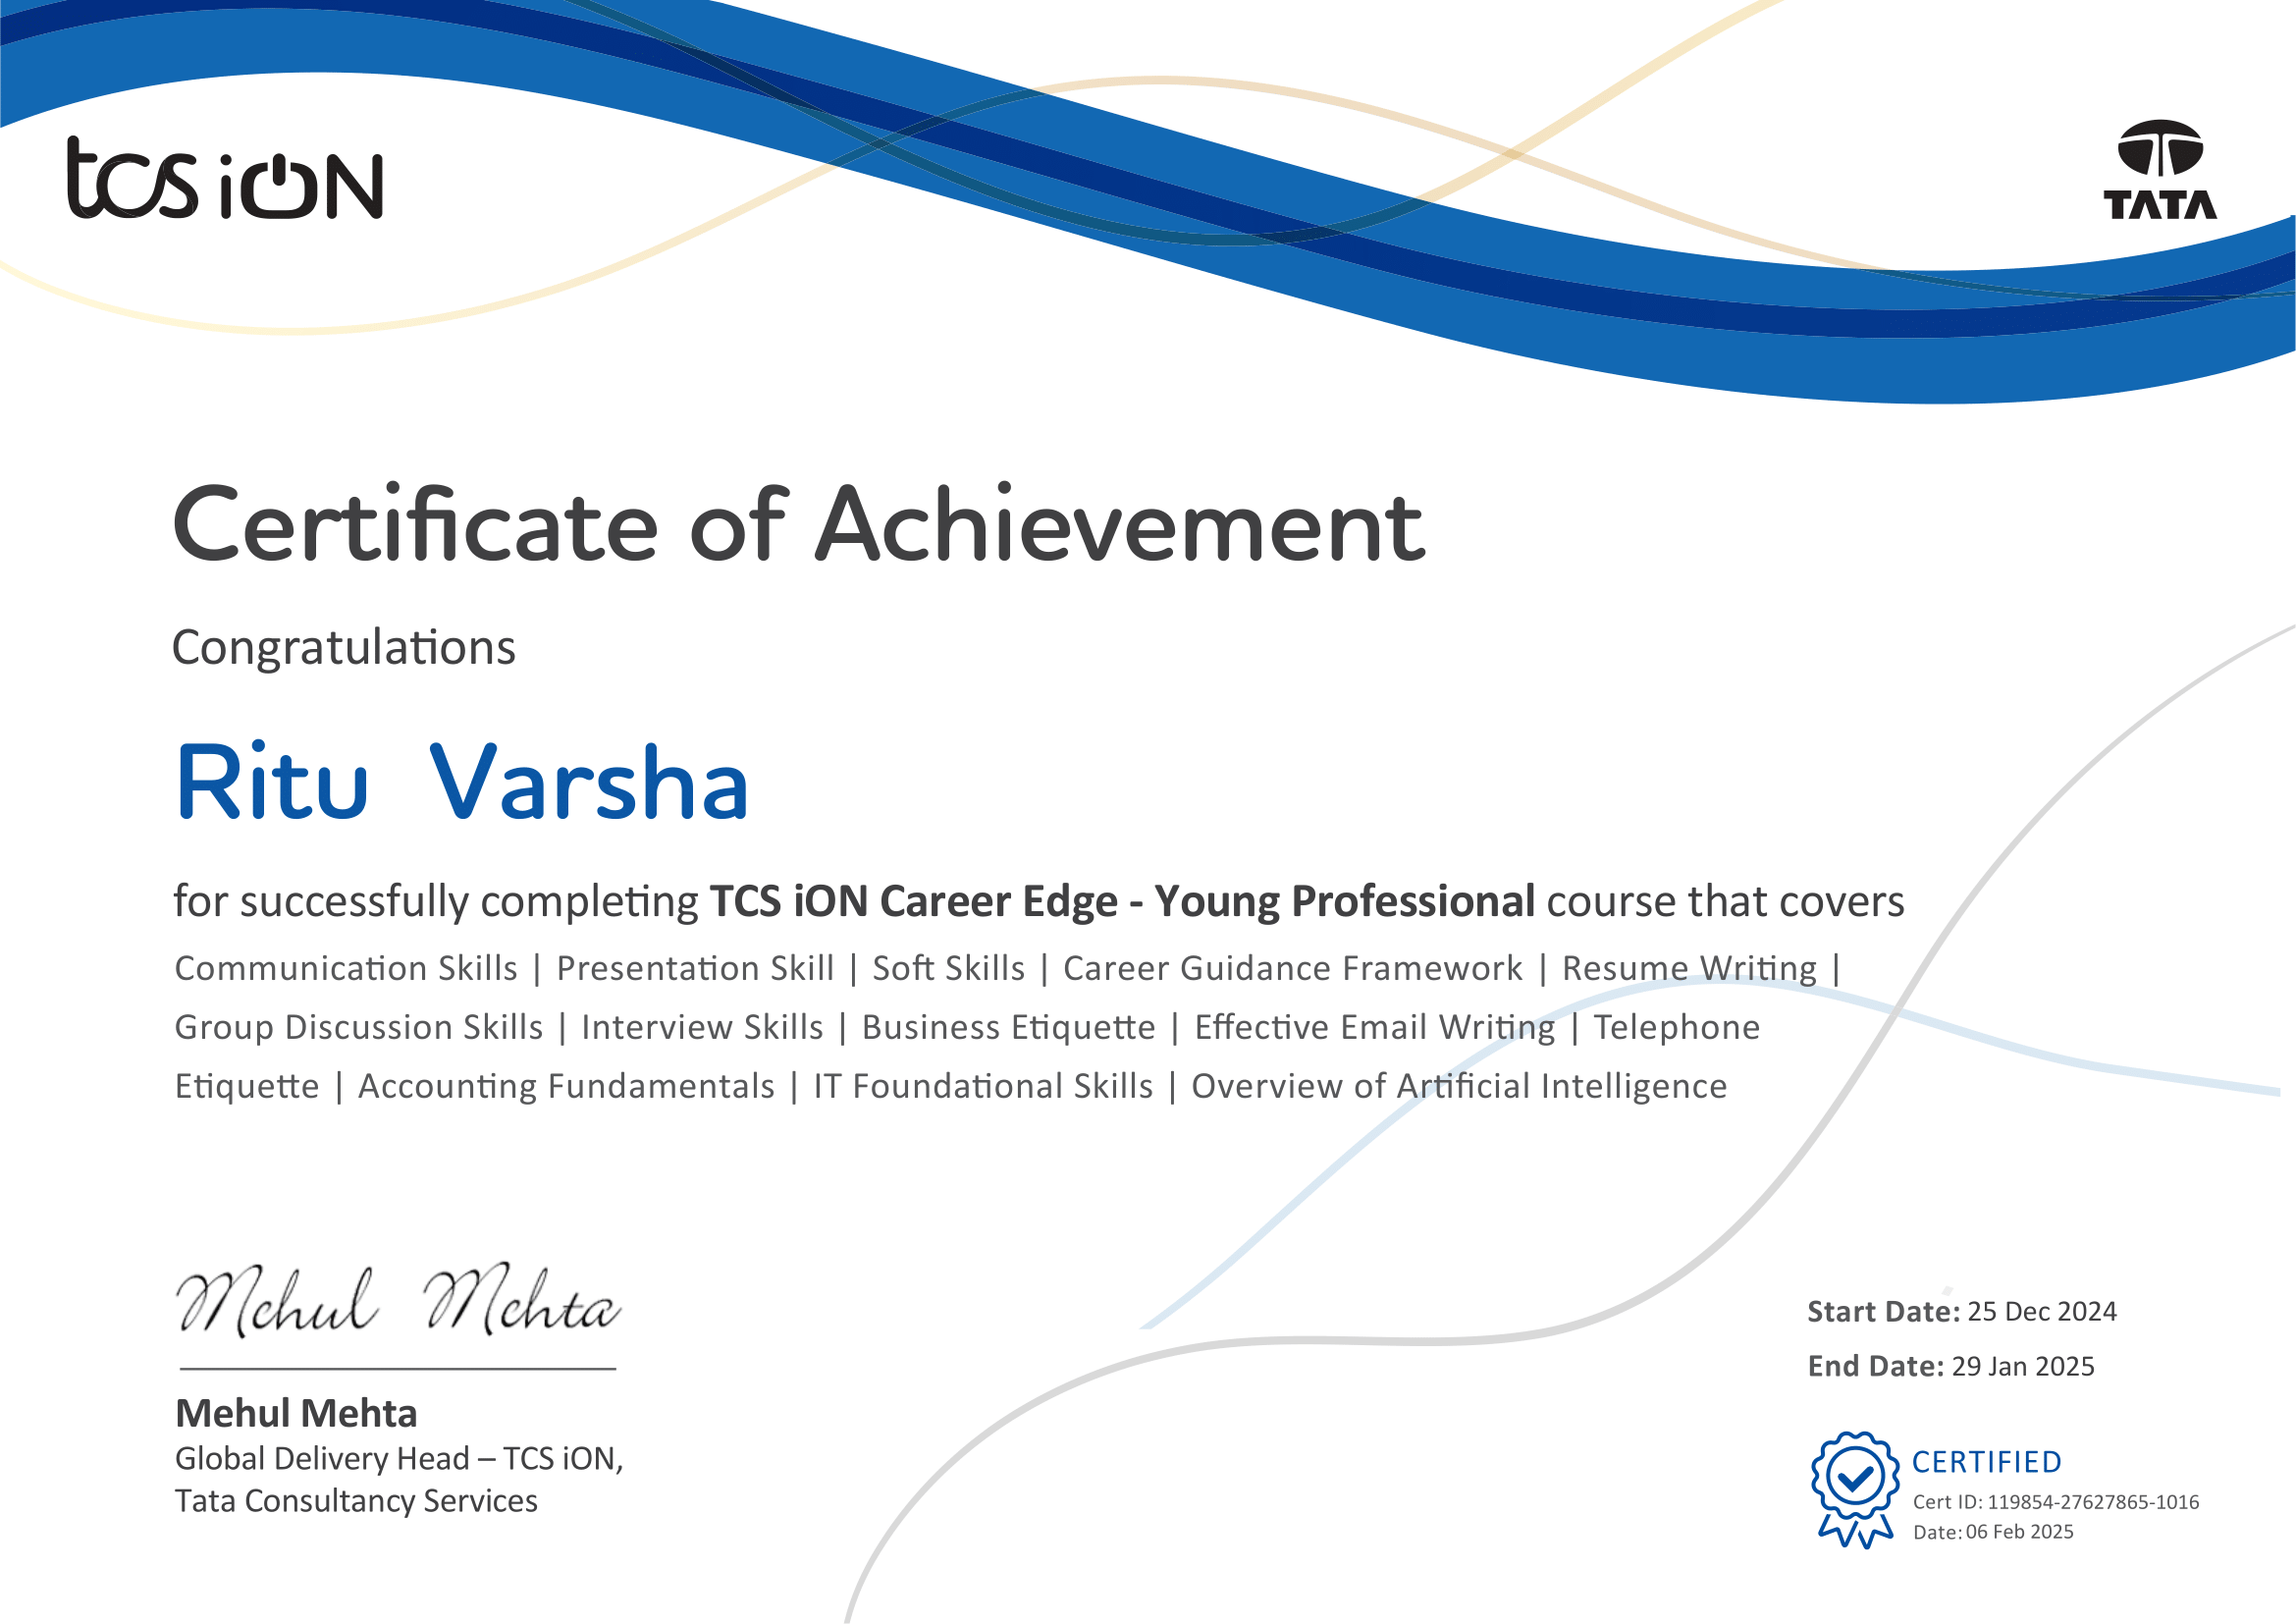 tcs iON
TATA
Certificate of Achievement
Congratulations
Ritu Varsha
for successfully completing TCS iON Career Edge - Young Professional course that covers
Communication Skills | Presentation Skill | Soft Skills | Career Guidance Framework | Resume Writing |
Group Discussion Skills | Interview Skills | Business Etiquette | Effective Email Writing | Telephone
Etiquette | Accounting Fundamentals | IT Foundational Skills | Overview of Artificial Intelligence
Mehul Mehta
Mehul Mehta
Global Delivery Head – TCS iON,
Tata Consultancy Services
Start Date: 25 Dec 2024
End Date: 29 Jan 2025
CERTIFIED
Cert ID: 119854-27627865-1016
Date: 06 Feb 2025